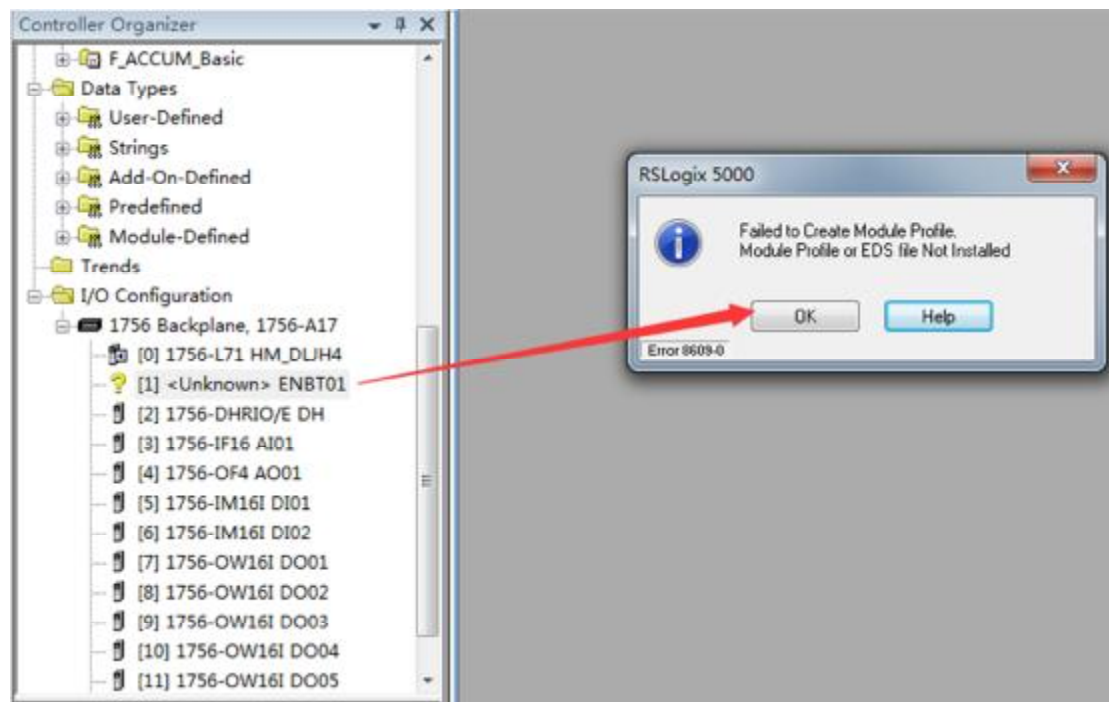 Controller Organizer
F_ACCUM_Basic
Data Types
User-Defined
Strings
Add-On-Defined
Predefined
Module-Defined
Trends
I/O Configuration
1756 Backplane, 1756-A17
[0] 1756-L71 HM_DLJH4
[1] <Unknown> ENBT01
[2] 1756-DHRIO/E DH
[3] 1756-IF16 AI01
[4] 1756-OF4 AO01
[5] 1756-IM16I DI01
[6] 1756-IM16I DI02
[7] 1756-OW16I DO01
[8] 1756-OW16I DO02
[9] 1756-OW16I DO03
[10] 1756-OW16I DO04
[11] 1756-OW16I DO05
RSLogix 5000
Failed to Create Module Profile.
Module Profile or EDS file Not Installed
OK
Help
Error 8609-0